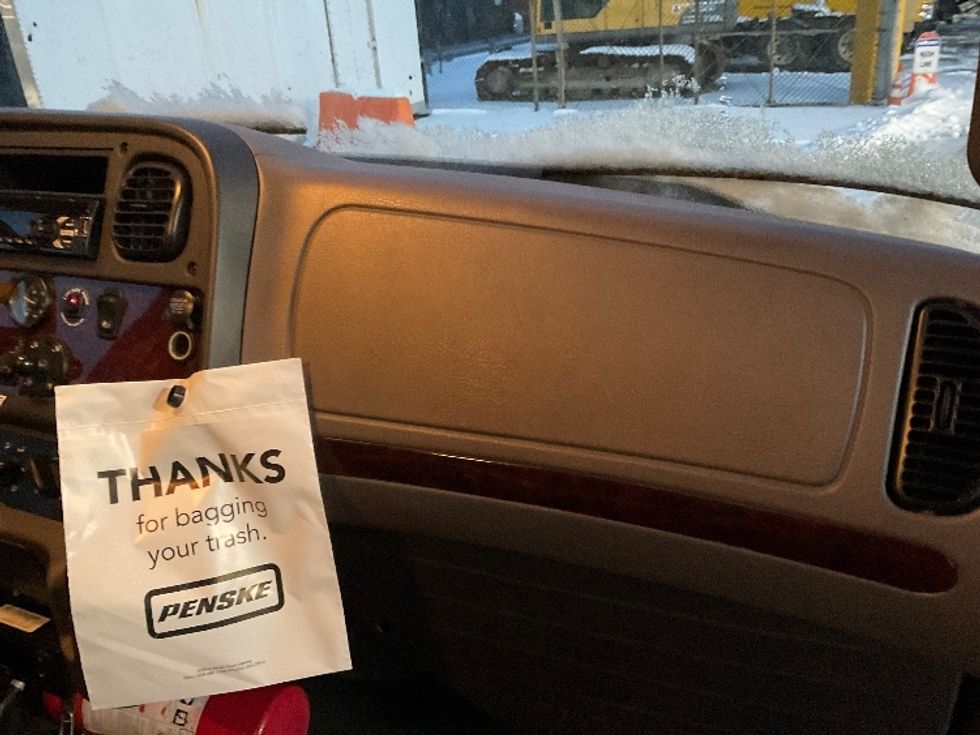 THANKS
for bagging
your trash.
PENSKE